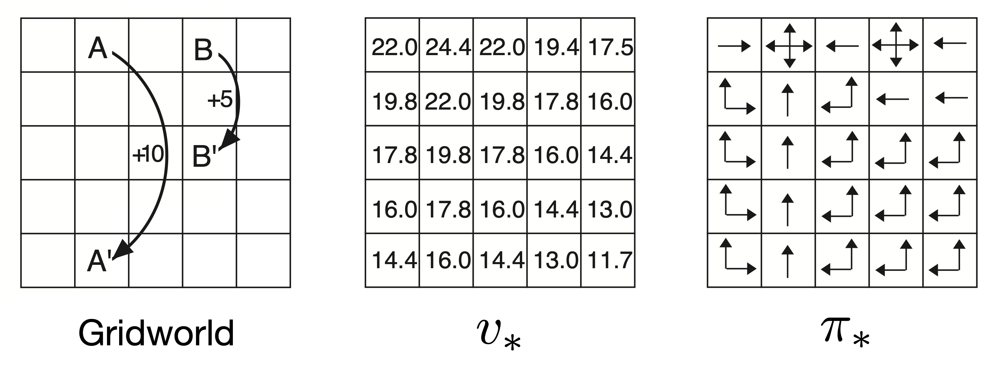 A B
+5
+10 B'
A'
Gridworld
22.0 24.4 22.0 19.4 17.5
19.8 22.0 19.8 17.8 16.0
17.8 19.8 17.8 16.0 14.4
16.0 17.8 16.0 14.4 13.0
14.4 16.0 14.4 13.0 11.7
v*
π*